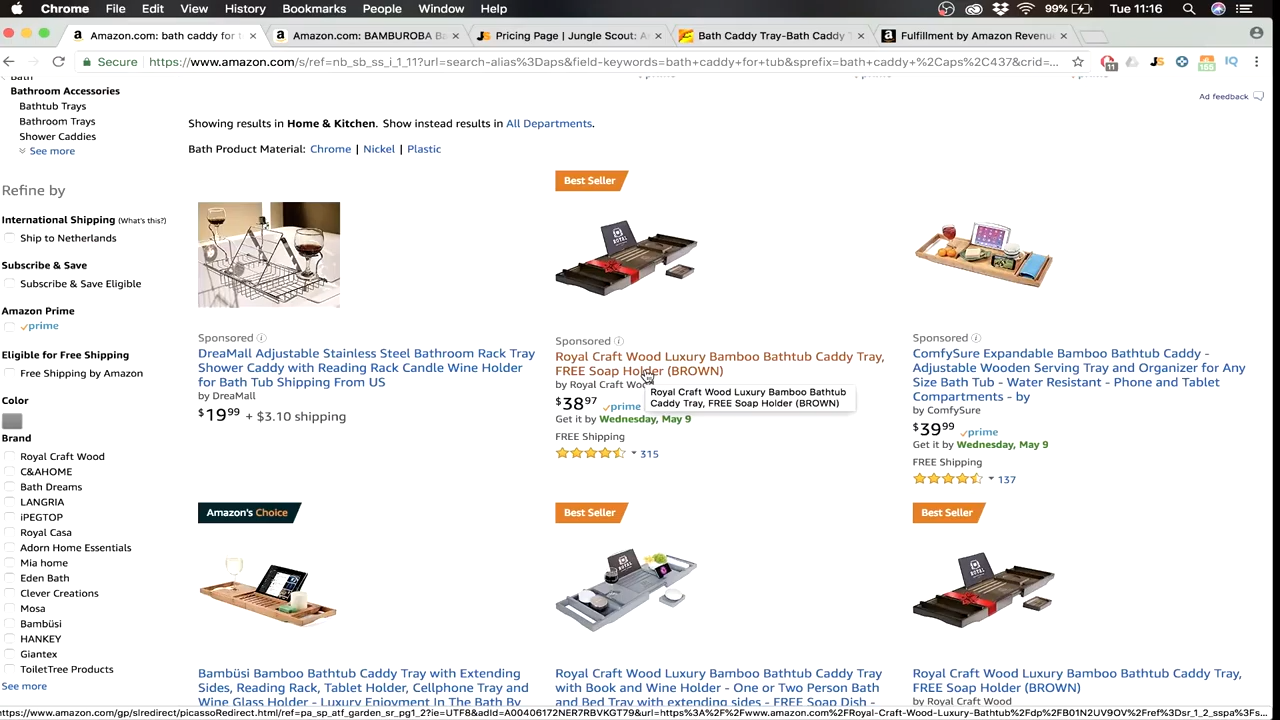 Chrome File Edit View History Bookmarks People Window Help 99% Tue 11:16
Amazon.com: bath caddy for t
Amazon.com: BAMBUROBA Ba
Pricing Page | Jungle Scout: A
Bath Caddy Tray-Bath Caddy T
Fulfillment by Amazon Revenu
Secure https://www.amazon.com/s/ref=nb_sb_ss_i_1_11?url=search-alias%3Daps&field-keywords=bath+caddy+for+tub&sprefix=bath+caddy+%2Caps%2C437&crid=...
Bath
Bathroom Accessories
Bathtub Trays
Bathroom Trays
Shower Caddies
See more
Ad feedback
Showing results in Home & Kitchen. Show instead results in All Departments.
Bath Product Material: Chrome | Nickel | Plastic
Refine by
International Shipping (What's this?)
Ship to Netherlands
Subscribe & Save
Subscribe & Save Eligible
Amazon Prime
prime
Eligible for Free Shipping
Free Shipping by Amazon
Color
Brand
Royal Craft Wood
C&AHOME
Bath Dreams
LANGRIA
iPEGTOP
Royal Casa
Adorn Home Essentials
Mia home
Eden Bath
Clever Creations
Mosa
Bambüsi
HANKEY
Giantex
ToiletTree Products
See more
Sponsored
DreaMall Adjustable Stainless Steel Bathroom Rack Tray
Shower Caddy with Reading Rack Candle Wine Holder
for Bath Tub Shipping From US
by DreaMall
$19.99 + $3.10 shipping
Best Seller
ROYAL
Sponsored
Royal Craft Wood Luxury Bamboo Bathtub Caddy Tray,
FREE Soap Holder (BROWN)
by Royal Craft Woo
Royal Craft Wood Luxury Bamboo Bathtub
Caddy Tray, FREE Soap Holder (BROWN)
$38.97 prime
Get it by Wednesday, May 9
FREE Shipping
315
Sponsored
ComfySure Expandable Bamboo Bathtub Caddy -
Adjustable Wooden Serving Tray and Organizer for Any
Size Bath Tub - Water Resistant - Phone and Tablet
Compartments - by
by ComfySure
$39.99 prime
Get it by Wednesday, May 9
FREE Shipping
137
Amazon's Choice
Bambüsi Bamboo Bathtub Caddy Tray with Extending
Sides, Reading Rack, Tablet Holder, Cellphone Tray and
Wine Glass Holder - Luxury Enjoyment In The Bath By
Best Seller
Royal Craft Wood Luxury Bamboo Bathtub Caddy Tray
with Book and Wine Holder - One or Two Person Bath
and Bed Tray with extending sides - FREE Soap Dish -
Best Seller
Royal Craft Wood Luxury Bamboo Bathtub Caddy Tray,
FREE Soap Holder (BROWN)
by Royal Craft Wood
https://www.amazon.com/gp/slredirect/picassoRedirect.html/ref=pa_sp_atf_garden_sr_pg1_2?ie=UTF8&adId=A00406172NER7RBVKGT79&url=https%3A%2F%2Fwww.amazon.com%2FRoyal-Craft-Wood-Luxury-Bathtub%2Fdp%2FB01N2UV9OV%2Fref%3Dsr_1_2_sspa%3Fs...